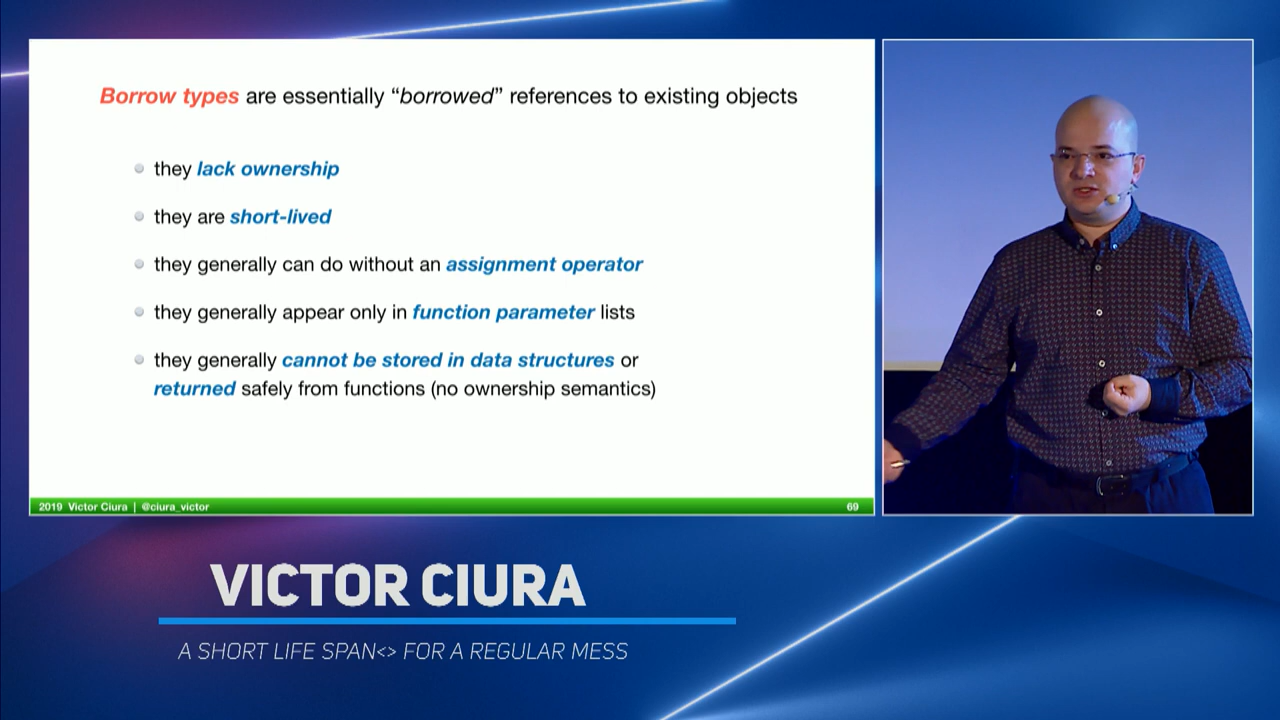 Borrow types are essentially “borrowed” references to existing objects
they lack ownership
they are short-lived
they generally can do without an assignment operator
they generally appear only in function parameter lists
they generally cannot be stored in data structures or
returned safely from functions (no ownership semantics)
2019 Victor Ciura | @ciura_victor
69
VICTOR CIURA
A SHORT LIFE SPAN<> FOR A REGULAR MESS